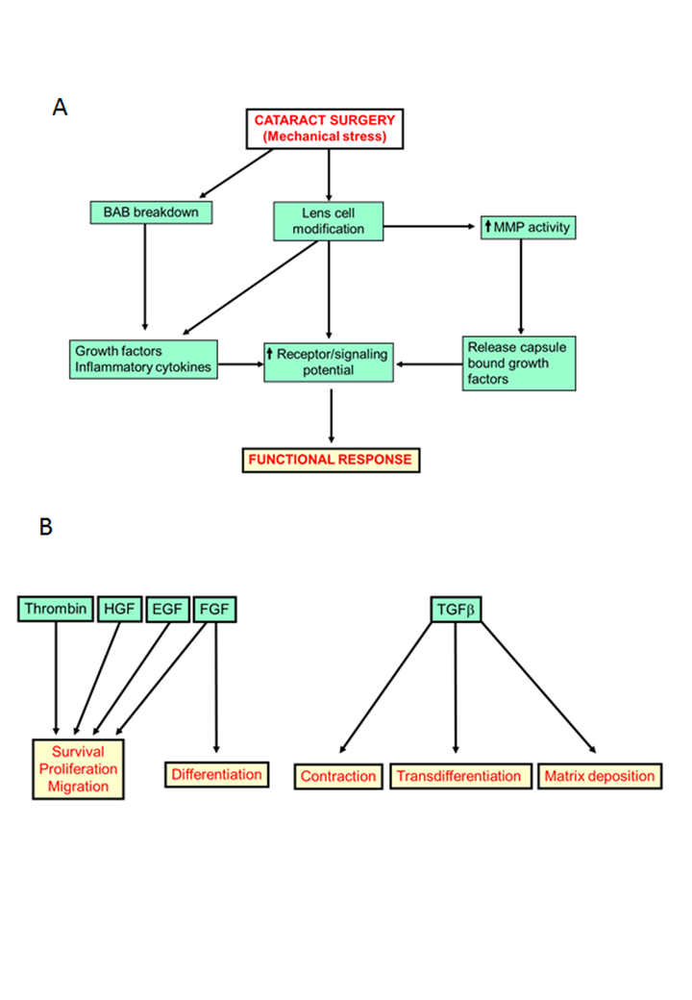 A
CATARACT SURGERY
(Mechanical stress)
BAB breakdown
Lens cell
modification
↑ MMP activity
Growth factors
Inflammatory cytokines
↑ Receptor/signaling
potential
Release capsule
bound growth
factors
FUNCTIONAL RESPONSE
B
Thrombin
HGF
EGF
FGF
TGFβ
Survival
Proliferation
Migration
Differentiation
Contraction
Transdifferentiation
Matrix deposition